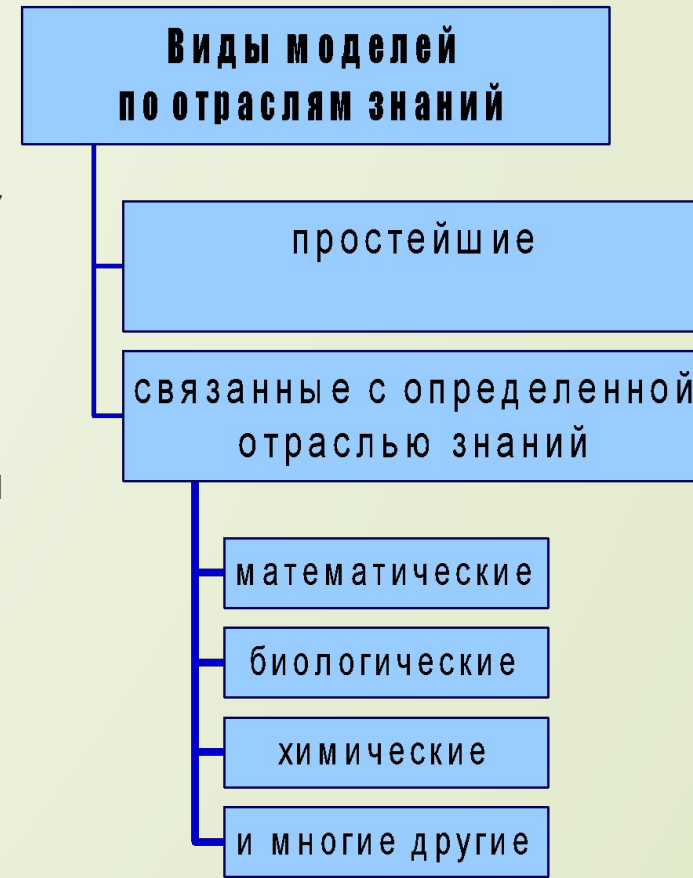 Виды моделей
по отраслям знаний
простейшие
связанные с определенной
отраслью знаний
математические
биологические
химические
и многие другие